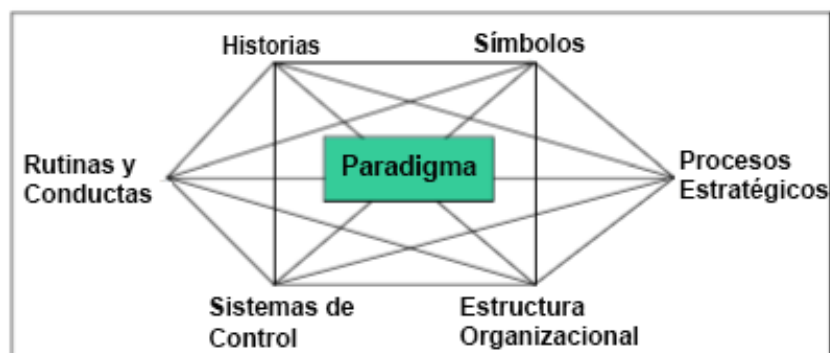 Historias
Símbolos
Rutinas y
Conductas
Paradigma
Procesos
Estratégicos
Sistemas de
Control
Estructura
Organizacional